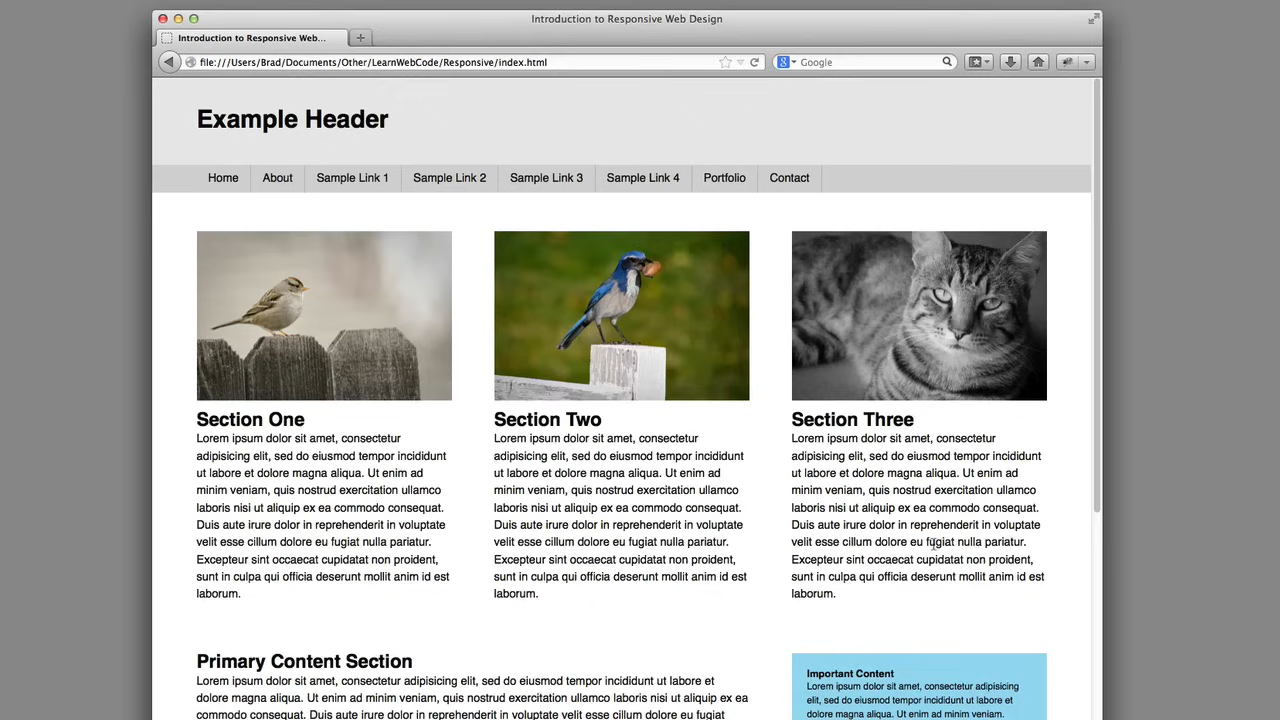 Introduction to Responsive Web Design
Introduction to Responsive Web...
file:///Users/Brad/Documents/Other/LearnWebCode/Responsive/index.html
Google
Example Header
Home About Sample Link 1 Sample Link 2 Sample Link 3 Sample Link 4 Portfolio Contact
Section One
Lorem ipsum dolor sit amet, consectetur
adipisicing elit, sed do eiusmod tempor incididunt
ut labore et dolore magna aliqua. Ut enim ad
minim veniam, quis nostrud exercitation ullamco
laboris nisi ut aliquip ex ea commodo consequat.
Duis aute irure dolor in reprehenderit in voluptate
velit esse cillum dolore eu fugiat nulla pariatur.
Excepteur sint occaecat cupidatat non proident,
sunt in culpa qui officia deserunt mollit anim id est
laborum.
Section Two
Lorem ipsum dolor sit amet, consectetur
adipisicing elit, sed do eiusmod tempor incididunt
ut labore et dolore magna aliqua. Ut enim ad
minim veniam, quis nostrud exercitation ullamco
laboris nisi ut aliquip ex ea commodo consequat.
Duis aute irure dolor in reprehenderit in voluptate
velit esse cillum dolore eu fugiat nulla pariatur.
Excepteur sint occaecat cupidatat non proident,
sunt in culpa qui officia deserunt mollit anim id est
laborum.
Section Three
Lorem ipsum dolor sit amet, consectetur
adipisicing elit, sed do eiusmod tempor incididunt
ut labore et dolore magna aliqua. Ut enim ad
minim veniam, quis nostrud exercitation ullamco
laboris nisi ut aliquip ex ea commodo consequat.
Duis aute irure dolor in reprehenderit in voluptate
velit esse cillum dolore eu fugiat nulla pariatur.
Excepteur sint occaecat cupidatat non proident,
sunt in culpa qui officia deserunt mollit anim id est
laborum.
Primary Content Section
Lorem ipsum dolor sit amet, consectetur adipisicing elit, sed do eiusmod tempor incididunt ut labore et
dolore magna aliqua. Ut enim ad minim veniam, quis nostrud exercitation ullamco laboris nisi ut aliquip ex ea
commodo consequat. Duis aute irure dolor in reprehenderit in voluptate velit esse cillum dolore eu fugiat
Important Content
Lorem ipsum dolor sit amet, consectetur adipisicing
elit, sed do eiusmod tempor incididunt ut labore et
dolore magna aliqua. Ut enim ad minim veniam.